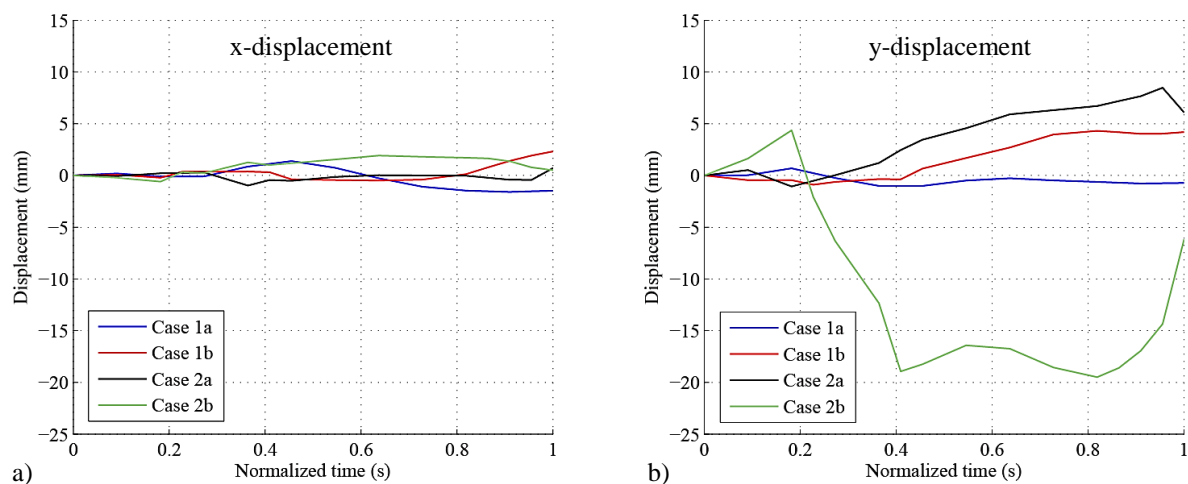 x-displacement
15
10
5
0
−5
−10
−15
−20
−25
Displacement (mm)
Case 1a
Case 1b
Case 2a
Case 2b
0
0.2
0.4
0.6
0.8
1
Normalized time (s)
a)
y-displacement
15
10
5
0
−5
−10
−15
−20
−25
Displacement (mm)
Case 1a
Case 1b
Case 2a
Case 2b
0
0.2
0.4
0.6
0.8
1
Normalized time (s)
b)